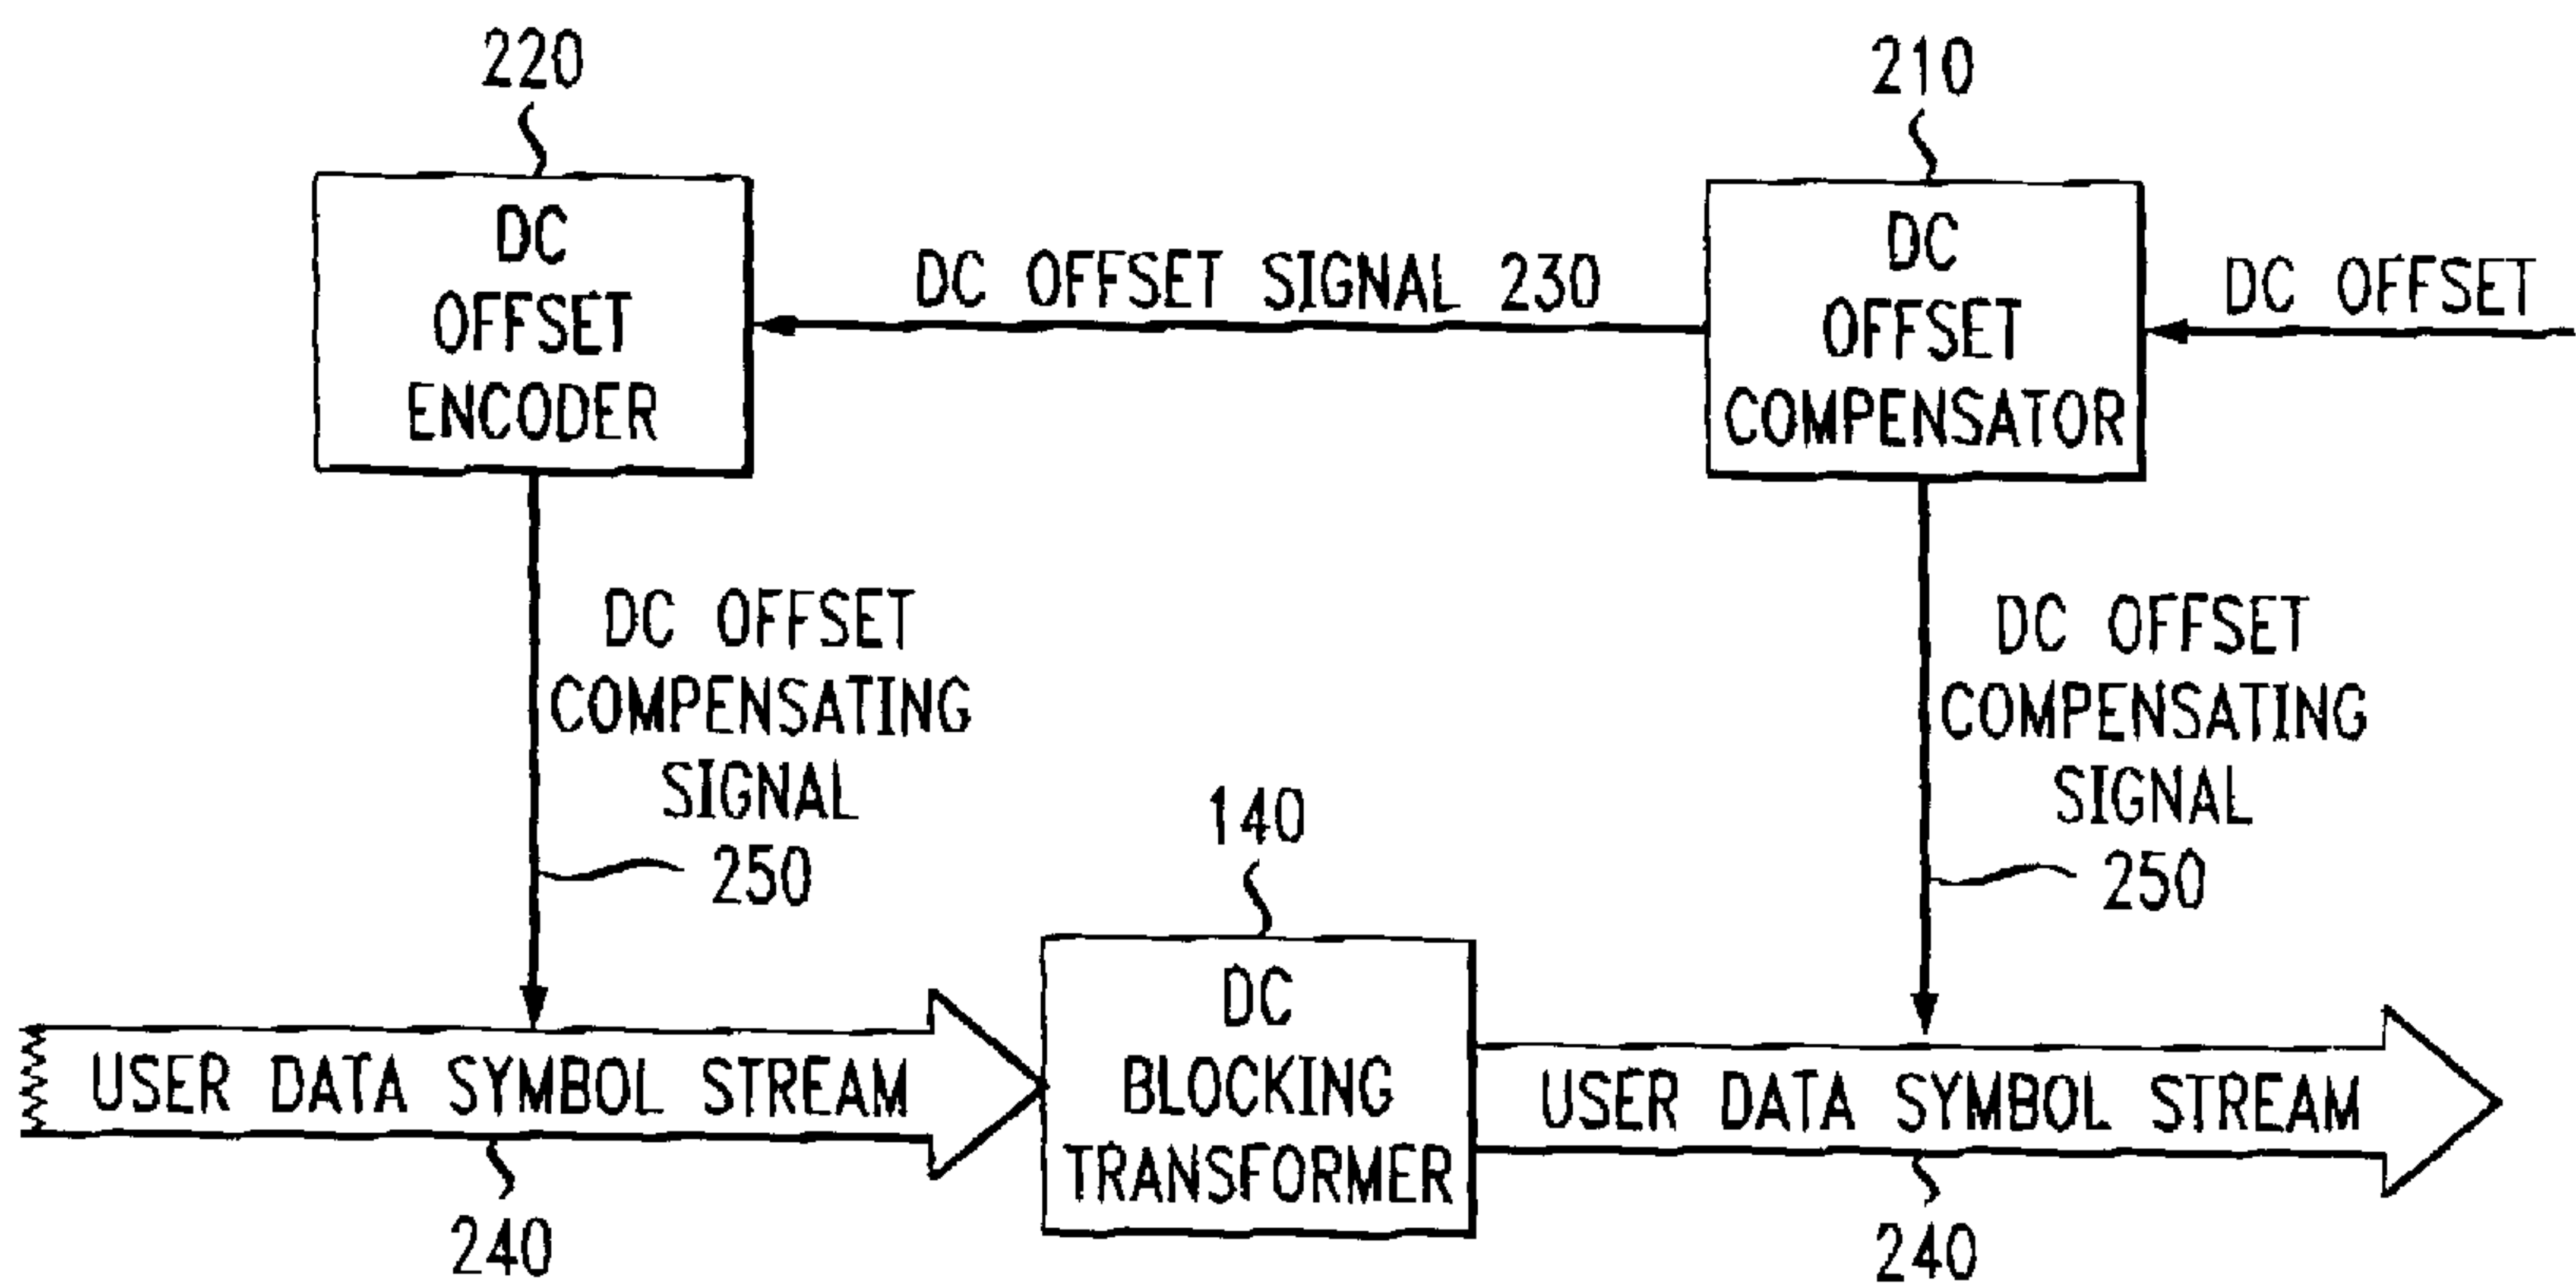 220
210
DC
OFFSET
ENCODER
DC OFFSET SIGNAL 230
DC
OFFSET
COMPENSATOR
DC OFFSET
DC OFFSET
COMPENSATING
SIGNAL
250
DC OFFSET
COMPENSATING
SIGNAL
250
140
USER DATA SYMBOL STREAM
DC
BLOCKING
TRANSFORMER
USER DATA SYMBOL STREAM
240
240